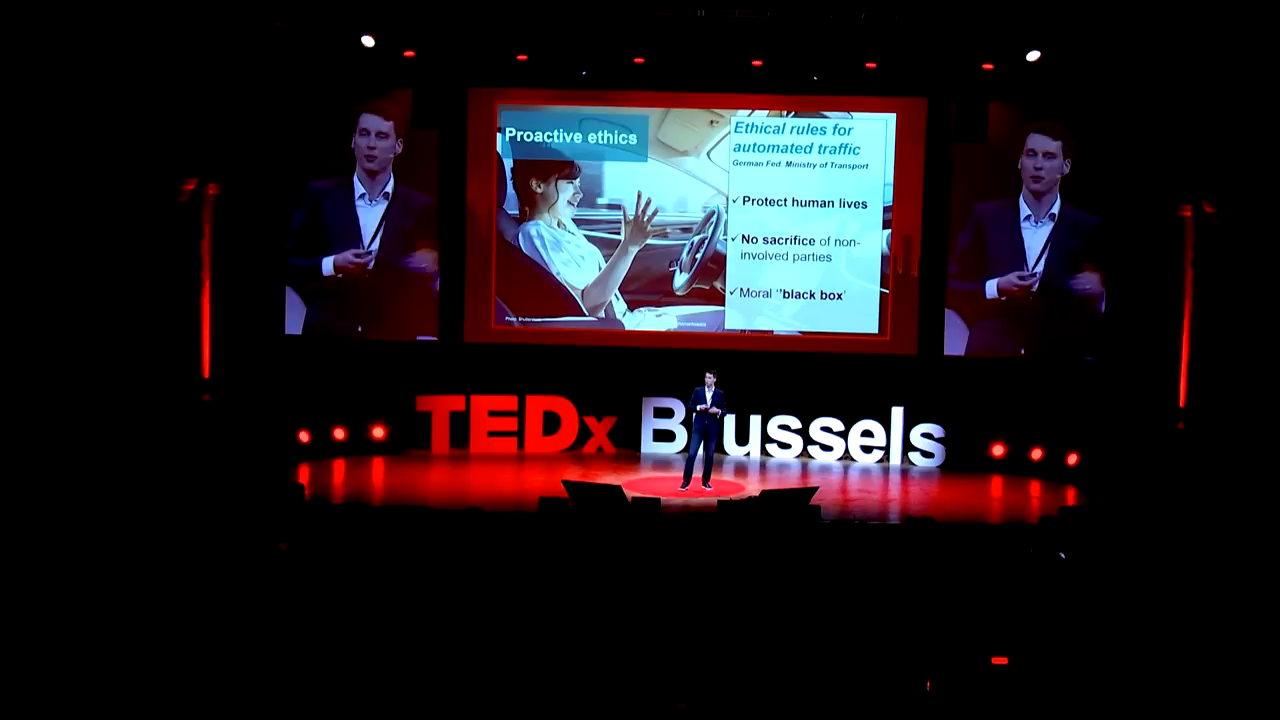 Proactive ethics
Ethical rules for
automated traffic
German Fed. Ministry of Transport
✓ Protect human lives
✓ No sacrifice of non-
involved parties
✓ Moral ‘’black box‘
TEDx Brussels